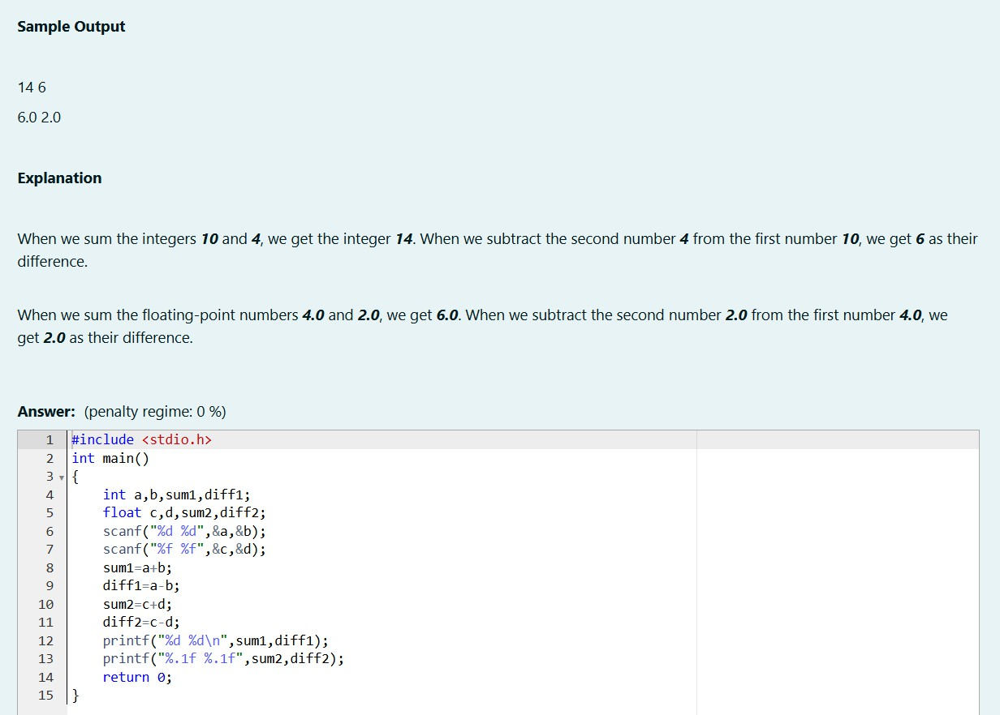 Sample Output
14 6
6.0 2.0
Explanation
When we sum the integers 10 and 4, we get the integer 14. When we subtract the second number 4 from the first number 10, we get 6 as their
difference.
When we sum the floating-point numbers 4.0 and 2.0, we get 6.0. When we subtract the second number 2.0 from the first number 4.0, we
get 2.0 as their difference.
Answer: (penalty regime: 0 %)
1 #include <stdio.h>
2 int main()
3 {
4 int a,b,sum1,diff1;
5 float c,d,sum2,diff2;
6 scanf("%d %d",&a,&b);
7 scanf("%f %f",&c,&d);
8 sum1=a+b;
9 diff1=a-b;
10 sum2=c+d;
11 diff2=c-d;
12 printf("%d %d\n",sum1,diff1);
13 printf("%.1f %.1f",sum2,diff2);
14 return 0;
15 }